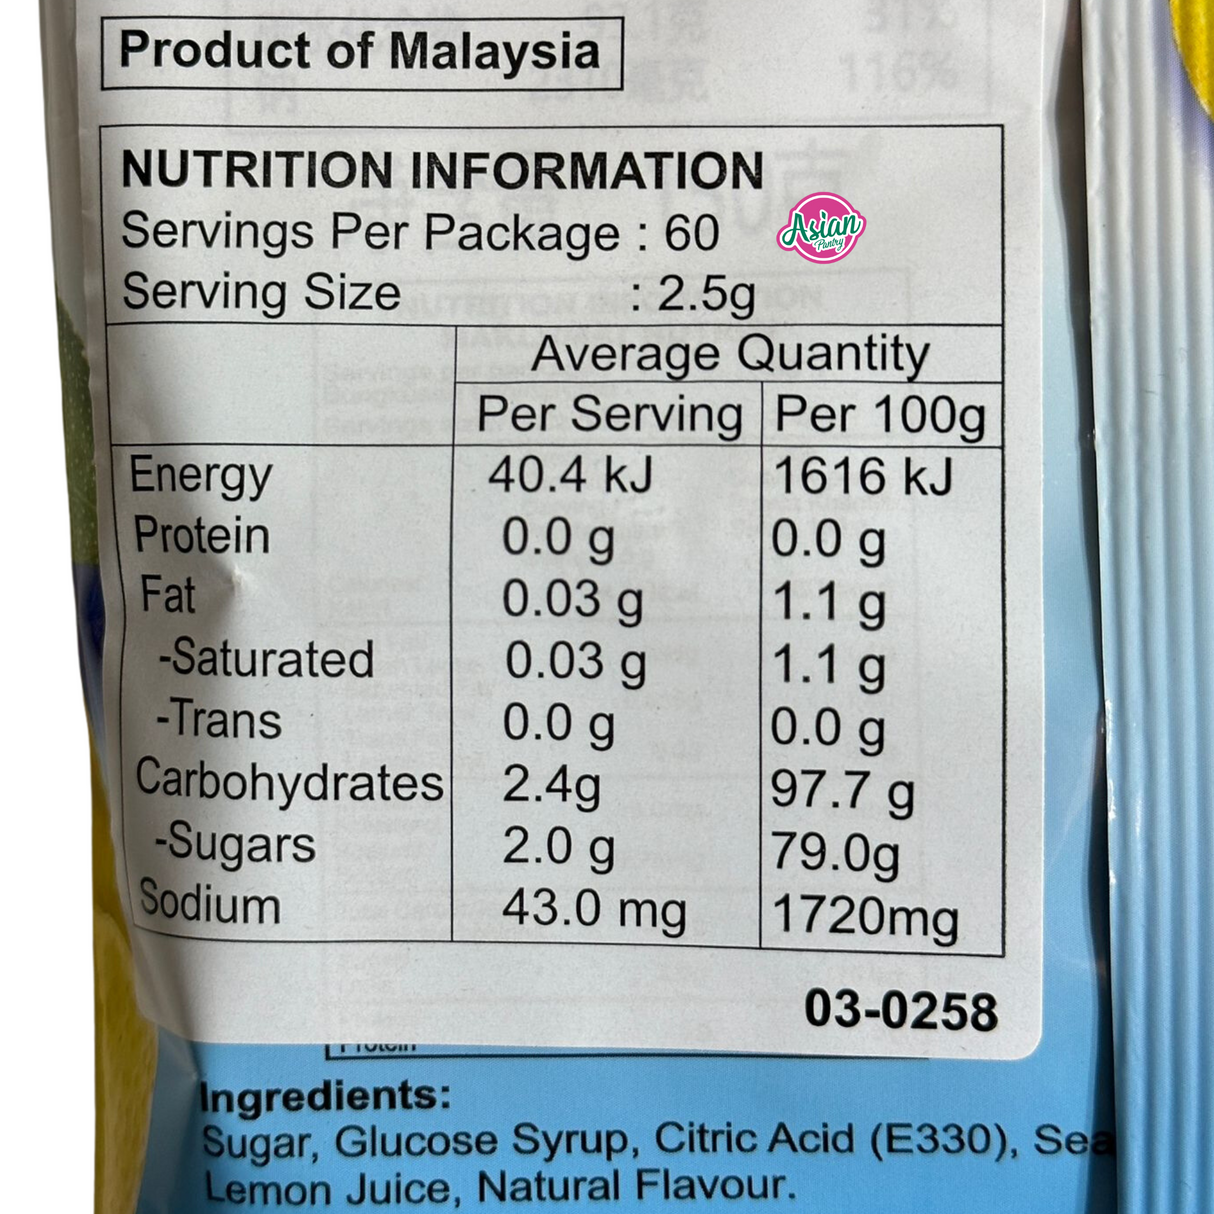 Product of Malaysia
NUTRITION INFORMATION
Servings Per Package : 60
Asian
Pantry
Serving Size : 2.5g
Average Quantity
Per Serving Per 100g
Energy 40.4 kJ 1616 kJ
Protein 0.0 g 0.0 g
Fat 0.03 g 1.1 g
-Saturated 0.03 g 1.1 g
-Trans 0.0 g 0.0 g
Carbohydrates 2.4g 97.7 g
-Sugars 2.0 g 79.0g
Sodium 43.0 mg 1720mg
03-0258
Protein
Ingredients:
Sugar, Glucose Syrup, Citric Acid (E330), Sea
Lemon Juice, Natural Flavour.